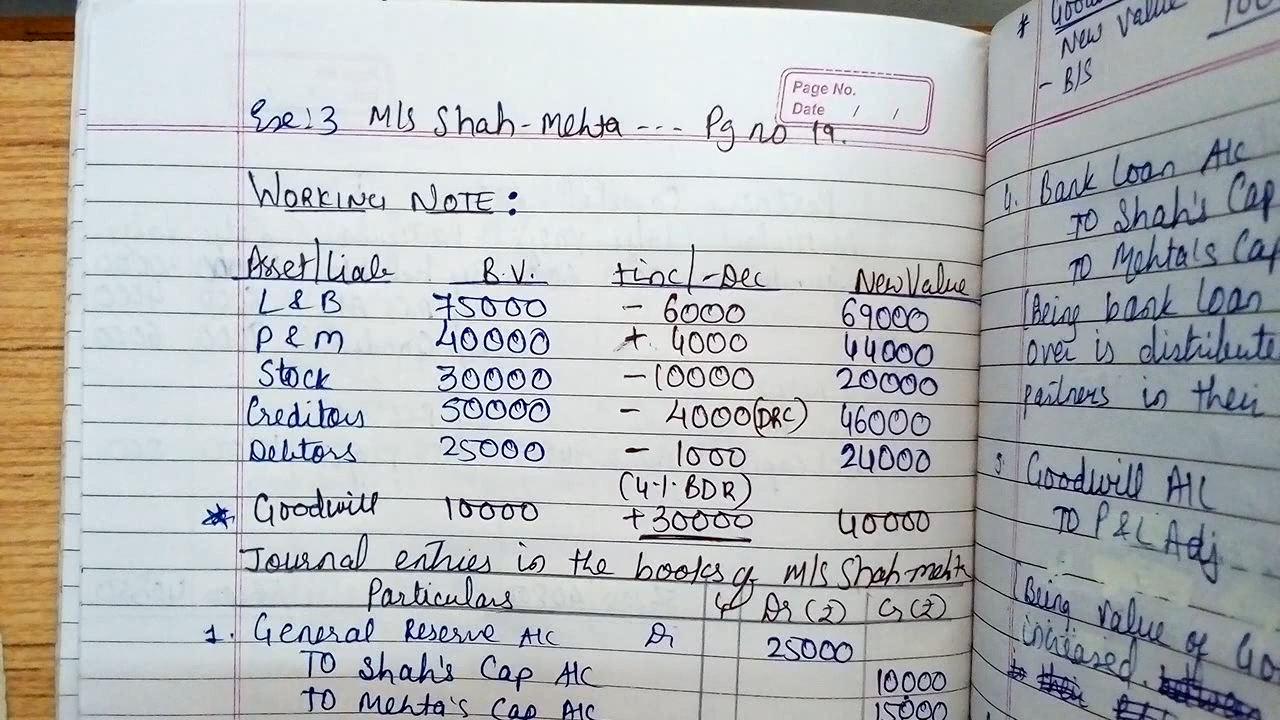 Page No.
Date / /
Exe: 3 M/s Shah-Mehta --- Pg no 19.
WORKING NOTE:
Asset/Liab B.V. +inc/-Dec New Value
L & B 75000 - 6000 69000
P & M 40000 + 4000 44000
Stock 30000 - 10000 20000
Creditors 50000 - 4000 (DRC) 46000
Debtors 25000 - 1000 24000
(4% BDR)
* Goodwill 10000 + 30000 40000
Journal entries in the books of M/s Shah-meht
Particulars Dr (₹) Cr (₹)
1. General Reserve A/C Dr 25000
To Shah's Cap A/C 10000
To Mehta's Cap A/C 15000
*
New Value
- B/S
4. Bank Loan A/C
To Shah's Cap
To Mehta's Cap
(Being bank loan
over is distribute
partners in their
5. Goodwill A/C
To P & L Adj
(Being value of Go
increased.